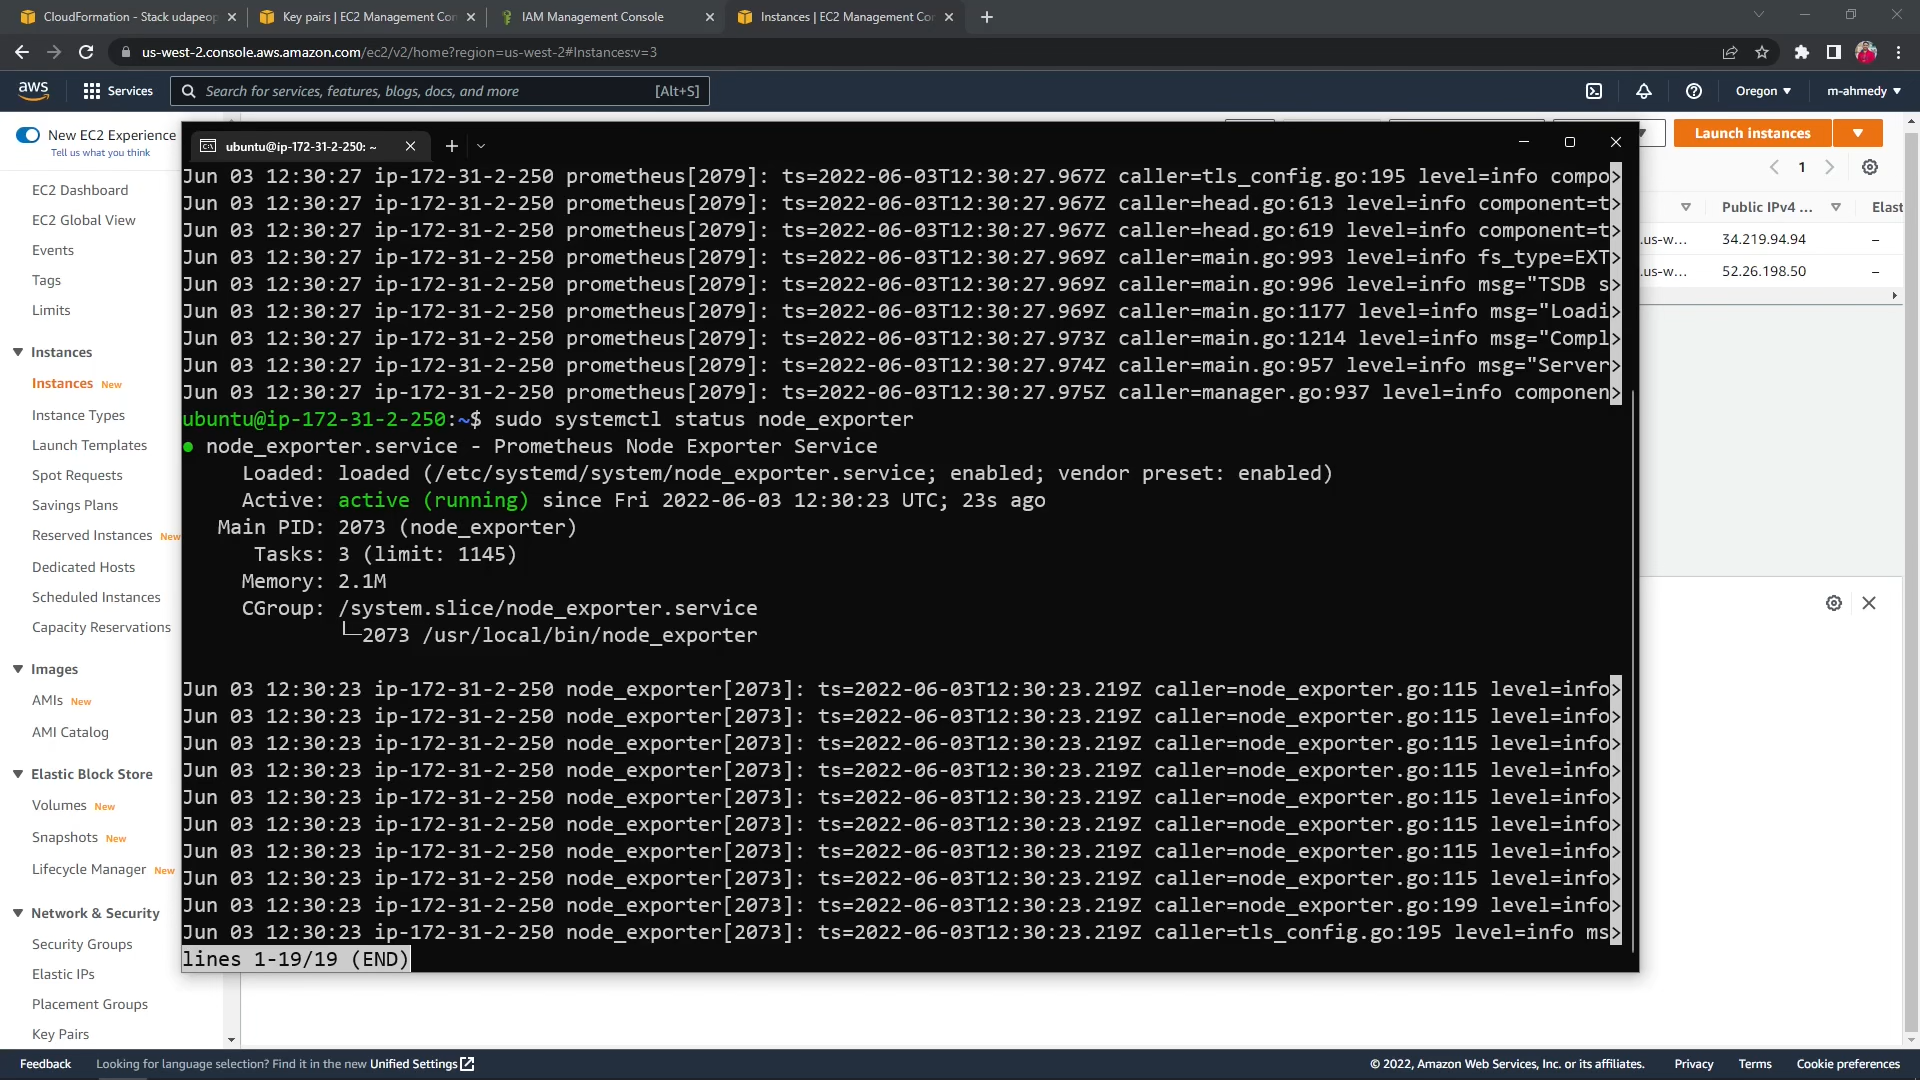 CloudFormation - Stack udapeop
Key pairs | EC2 Management Con
IAM Management Console
Instances | EC2 Management Con
us-west-2.console.aws.amazon.com/ec2/v2/home?region=us-west-2#Instances:v=3
aws
Services
Search for services, features, blogs, docs, and more
[Alt+S]
Oregon
m-ahmedy
New EC2 Experience
Tell us what you think
Launch instances
1
Public IPv4 ...
Elast
.us-w...
34.219.94.94
–
.us-w...
52.26.198.50
–
EC2 Dashboard
EC2 Global View
Events
Tags
Limits
Instances
Instances New
Instance Types
Launch Templates
Spot Requests
Savings Plans
Reserved Instances New
Dedicated Hosts
Scheduled Instances
Capacity Reservations
Images
AMIs New
AMI Catalog
Elastic Block Store
Volumes New
Snapshots New
Lifecycle Manager New
Network & Security
Security Groups
Elastic IPs
Placement Groups
Key Pairs
ubuntu@ip-172-31-2-250: ~
Jun 03 12:30:27 ip-172-31-2-250 prometheus[2079]: ts=2022-06-03T12:30:27.967Z caller=tls_config.go:195 level=info compo>
Jun 03 12:30:27 ip-172-31-2-250 prometheus[2079]: ts=2022-06-03T12:30:27.967Z caller=head.go:613 level=info component=t>
Jun 03 12:30:27 ip-172-31-2-250 prometheus[2079]: ts=2022-06-03T12:30:27.967Z caller=head.go:619 level=info component=t>
Jun 03 12:30:27 ip-172-31-2-250 prometheus[2079]: ts=2022-06-03T12:30:27.969Z caller=main.go:993 level=info fs_type=EXT>
Jun 03 12:30:27 ip-172-31-2-250 prometheus[2079]: ts=2022-06-03T12:30:27.969Z caller=main.go:996 level=info msg="TSDB s>
Jun 03 12:30:27 ip-172-31-2-250 prometheus[2079]: ts=2022-06-03T12:30:27.969Z caller=main.go:1177 level=info msg="Loadi>
Jun 03 12:30:27 ip-172-31-2-250 prometheus[2079]: ts=2022-06-03T12:30:27.973Z caller=main.go:1214 level=info msg="Compl>
Jun 03 12:30:27 ip-172-31-2-250 prometheus[2079]: ts=2022-06-03T12:30:27.974Z caller=main.go:957 level=info msg="Server>
Jun 03 12:30:27 ip-172-31-2-250 prometheus[2079]: ts=2022-06-03T12:30:27.975Z caller=manager.go:937 level=info componen>
ubuntu@ip-172-31-2-250:~$ sudo systemctl status node_exporter
● node_exporter.service - Prometheus Node Exporter Service
Loaded: loaded (/etc/systemd/system/node_exporter.service; enabled; vendor preset: enabled)
Active: active (running) since Fri 2022-06-03 12:30:23 UTC; 23s ago
Main PID: 2073 (node_exporter)
Tasks: 3 (limit: 1145)
Memory: 2.1M
CGroup: /system.slice/node_exporter.service
└─2073 /usr/local/bin/node_exporter
Jun 03 12:30:23 ip-172-31-2-250 node_exporter[2073]: ts=2022-06-03T12:30:23.219Z caller=node_exporter.go:115 level=info>
Jun 03 12:30:23 ip-172-31-2-250 node_exporter[2073]: ts=2022-06-03T12:30:23.219Z caller=node_exporter.go:115 level=info>
Jun 03 12:30:23 ip-172-31-2-250 node_exporter[2073]: ts=2022-06-03T12:30:23.219Z caller=node_exporter.go:115 level=info>
Jun 03 12:30:23 ip-172-31-2-250 node_exporter[2073]: ts=2022-06-03T12:30:23.219Z caller=node_exporter.go:115 level=info>
Jun 03 12:30:23 ip-172-31-2-250 node_exporter[2073]: ts=2022-06-03T12:30:23.219Z caller=node_exporter.go:115 level=info>
Jun 03 12:30:23 ip-172-31-2-250 node_exporter[2073]: ts=2022-06-03T12:30:23.219Z caller=node_exporter.go:115 level=info>
Jun 03 12:30:23 ip-172-31-2-250 node_exporter[2073]: ts=2022-06-03T12:30:23.219Z caller=node_exporter.go:115 level=info>
Jun 03 12:30:23 ip-172-31-2-250 node_exporter[2073]: ts=2022-06-03T12:30:23.219Z caller=node_exporter.go:115 level=info>
Jun 03 12:30:23 ip-172-31-2-250 node_exporter[2073]: ts=2022-06-03T12:30:23.219Z caller=node_exporter.go:199 level=info>
Jun 03 12:30:23 ip-172-31-2-250 node_exporter[2073]: ts=2022-06-03T12:30:23.219Z caller=tls_config.go:195 level=info ms>
lines 1-19/19 (END)
Feedback
Looking for language selection? Find it in the new Unified Settings
© 2022, Amazon Web Services, Inc. or its affiliates.
Privacy
Terms
Cookie preferences